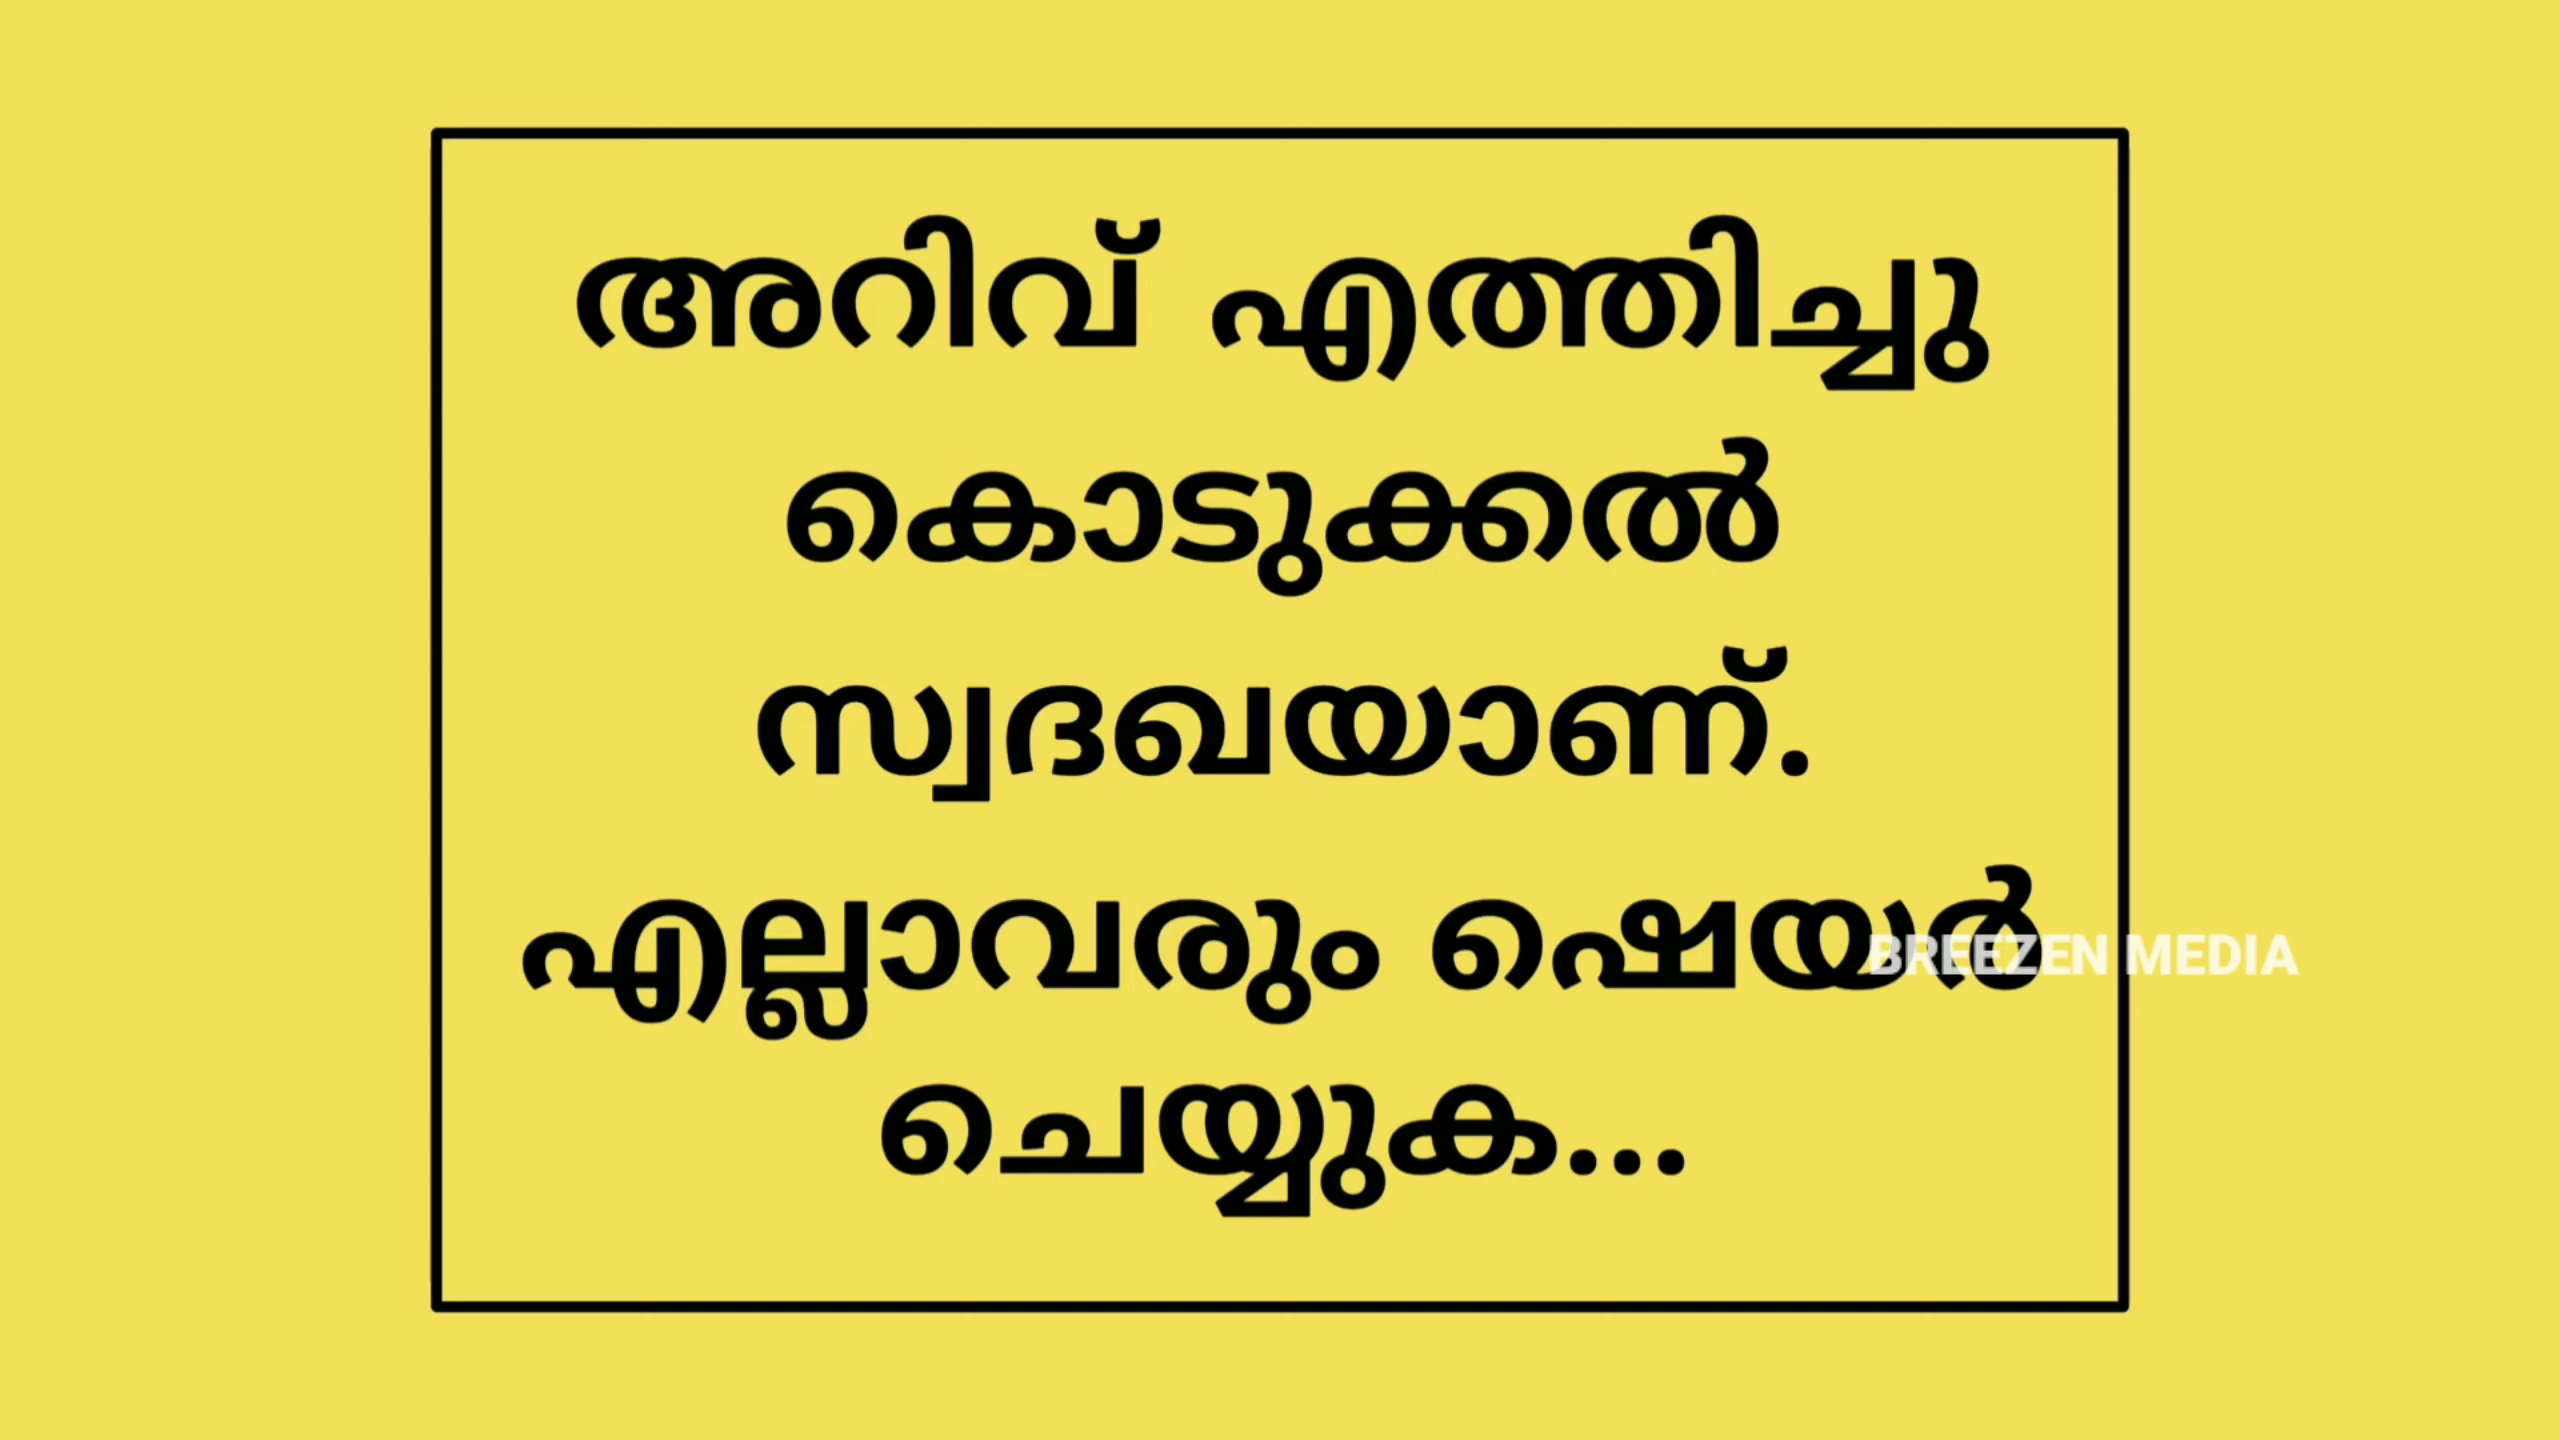 അറിവ് എത്തിച്ചു
കൊടുക്കൽ
സ്വദഖയാണ്.
എല്ലാവരും ഷെയർ
BREEZEN MEDIA
ചെയ്യുക...